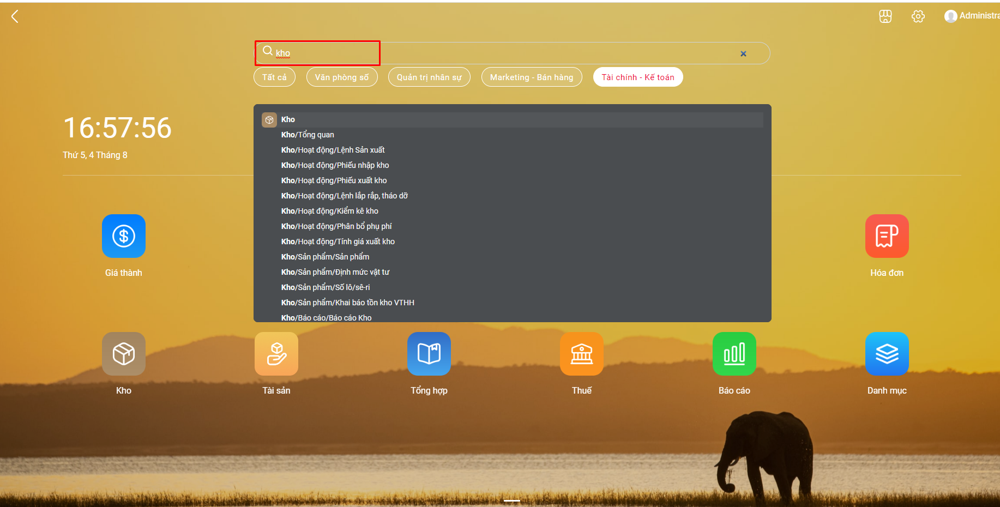 Administra
kho
Tất cả
Văn phòng số
Quản trị nhân sự
Marketing - Bán hàng
Tài chính - Kế toán
16:57:56
Thứ 5, 4 Tháng 8
Kho
Kho/Tổng quan
Kho/Hoạt động/Lệnh Sản xuất
Kho/Hoạt động/Phiếu nhập kho
Kho/Hoạt động/Phiếu xuất kho
Kho/Hoạt động/Lệnh lắp rắp, tháo dỡ
Kho/Hoạt động/Kiểm kê kho
Kho/Hoạt động/Phân bổ phụ phí
Kho/Hoạt động/Tính giá xuất kho
Kho/Sản phẩm/Sản phẩm
Kho/Sản phẩm/Định mức vật tư
Kho/Sản phẩm/Số lô/sê-ri
Kho/Sản phẩm/Khai báo tồn kho VTHH
Kho/Báo cáo/Báo cáo Kho
Giá thành
Hóa đơn
Kho
Tài sản
Tổng hợp
Thuế
Báo cáo
Danh mục